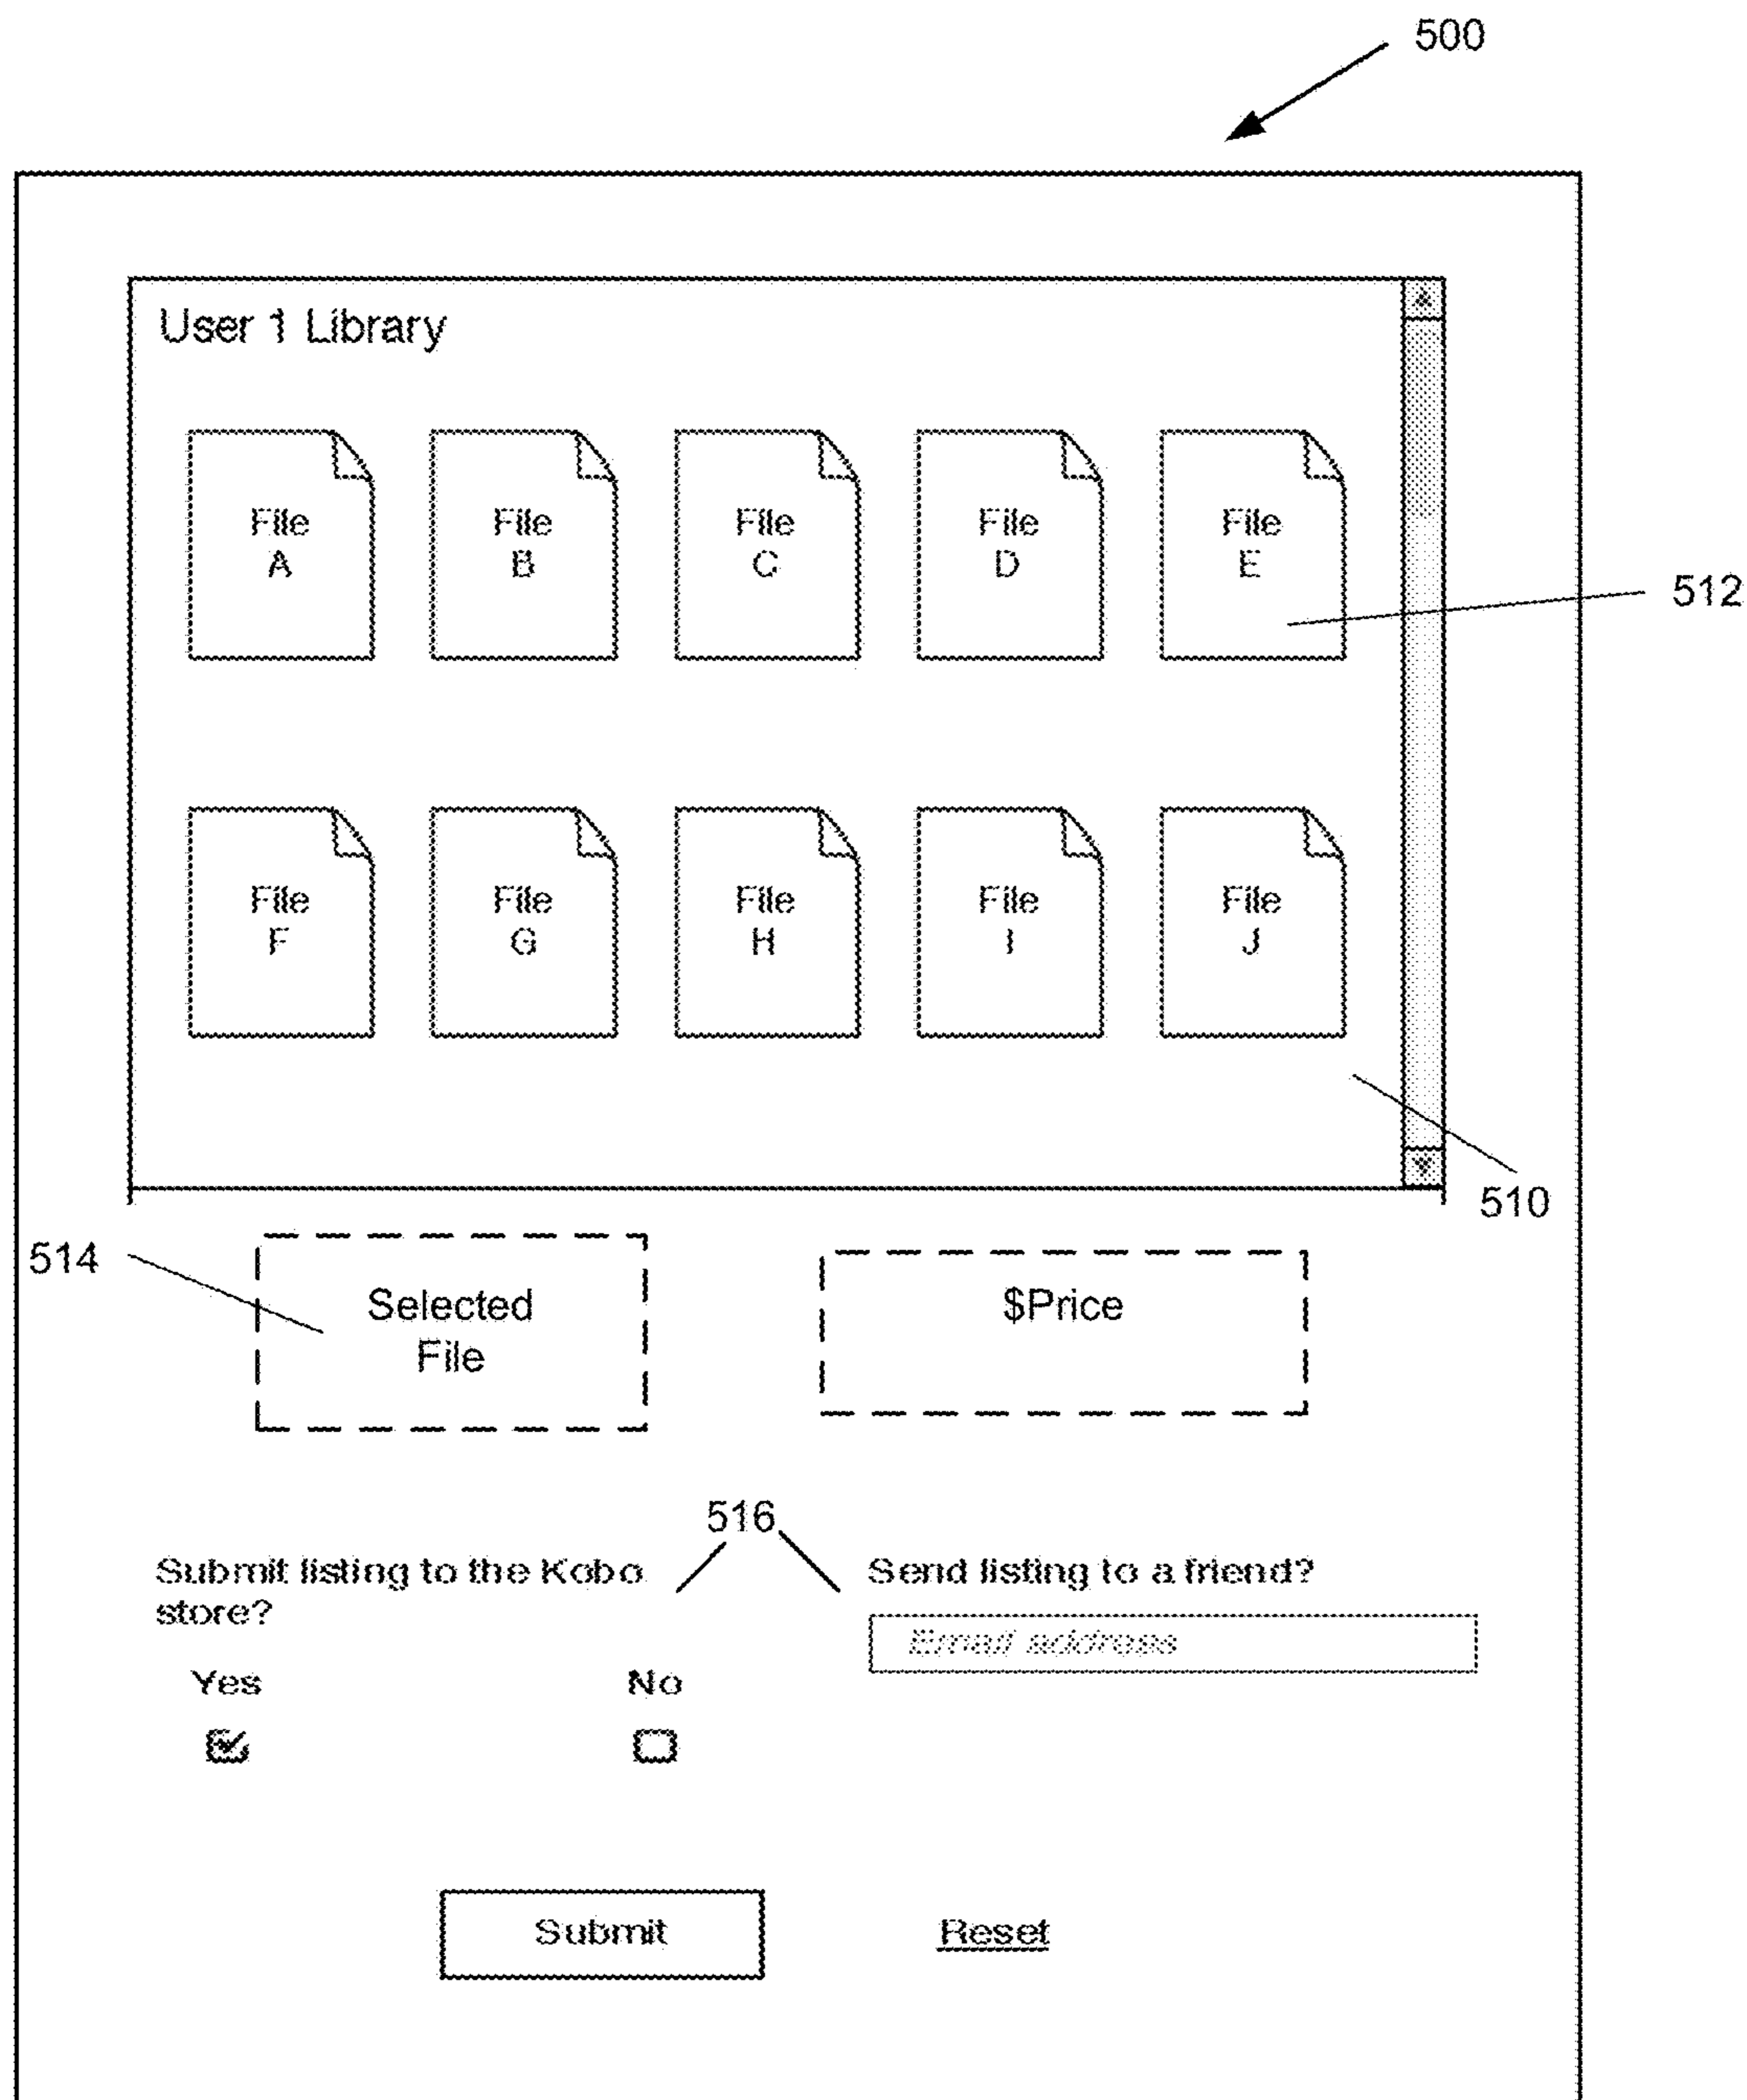 500
User 1 Library
File
A
File
B
File
C
File
D
File
E
512
File
F
File
G
File
H
File
I
File
J
510
514
Selected
File
$Price
516
Submit listing to the Kobo
store?
Send listing to a friend?
Email address
Yes
No
Submit
Reset